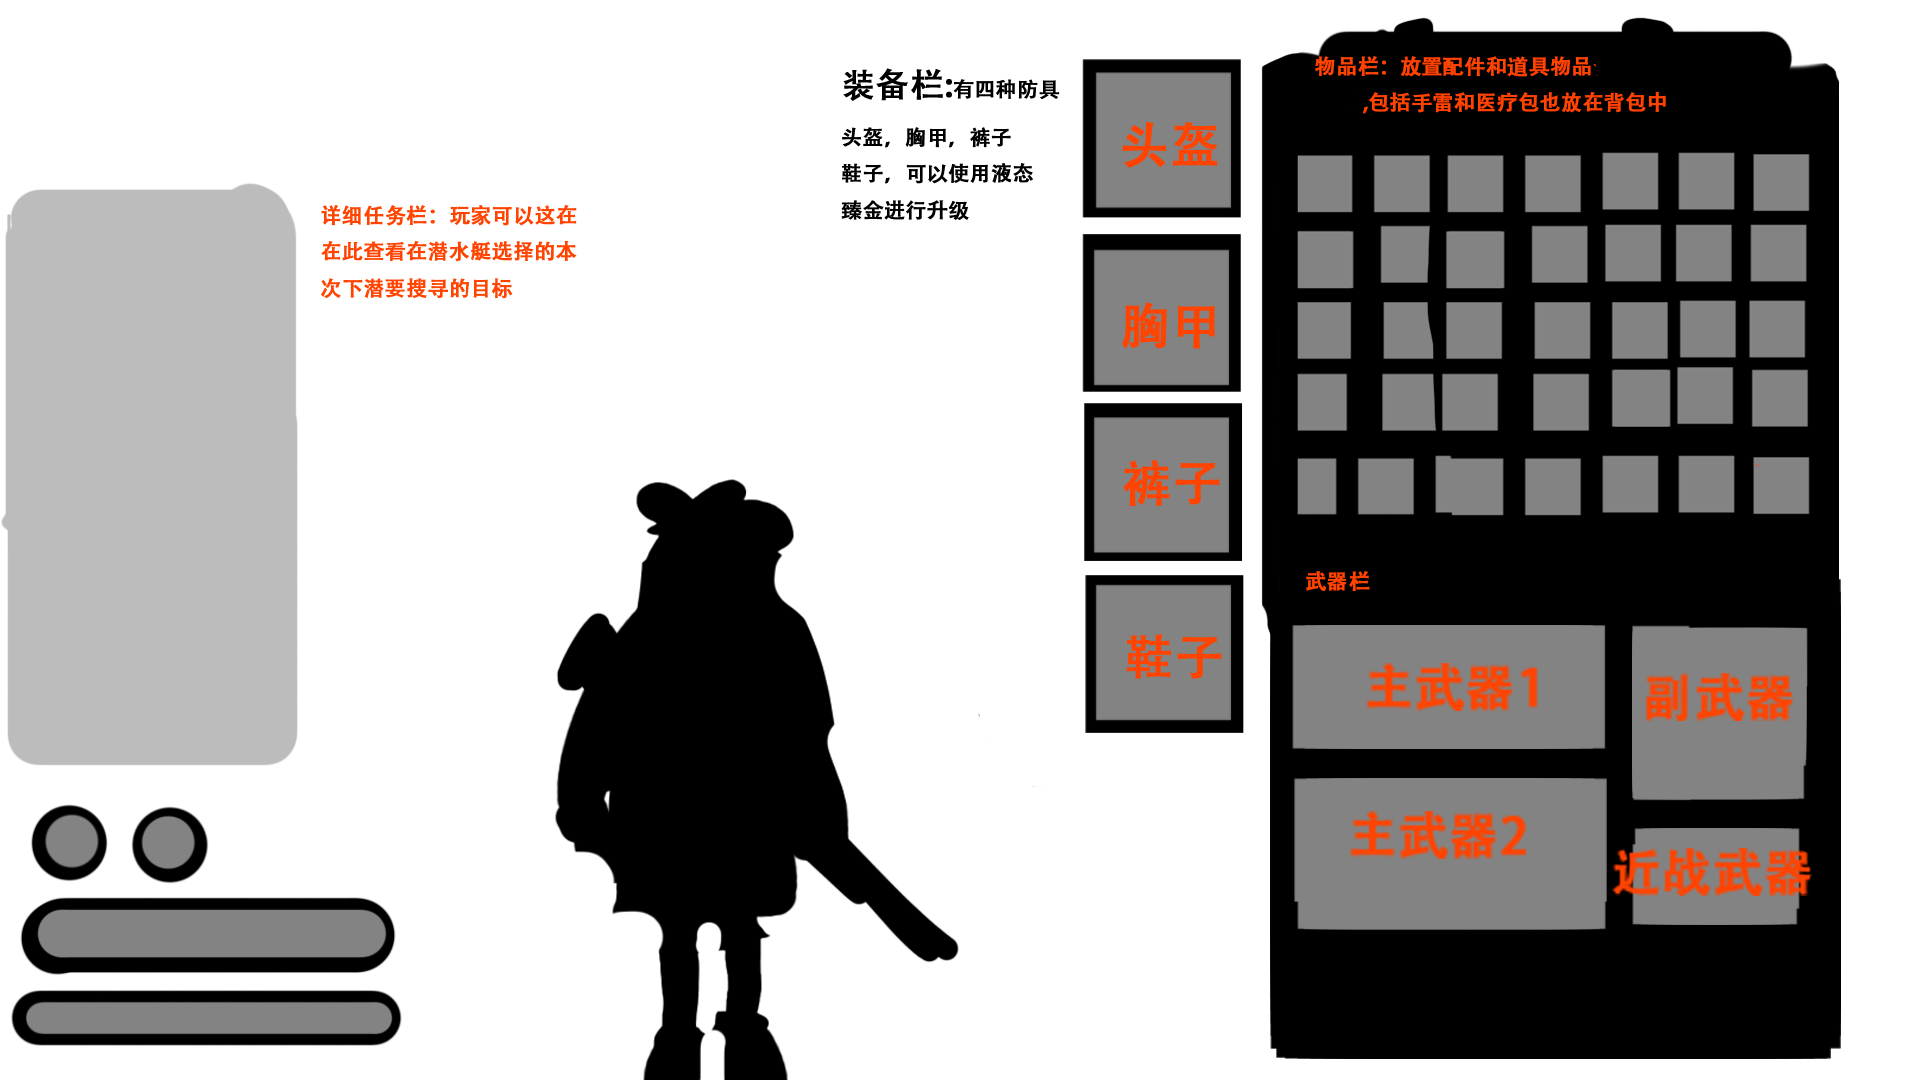 详细任务栏：玩家可以这在
在此查看在潜水艇选择的本
次下潜要搜寻的目标
装备栏:有四种防具
头盔，胸甲，裤子
鞋子，可以使用液态
臻金进行升级
头盔
胸甲
裤子
鞋子
物品栏：放置配件和道具物品
,包括手雷和医疗包也放在背包中
武器栏
主武器1
副武器
主武器2
近战武器